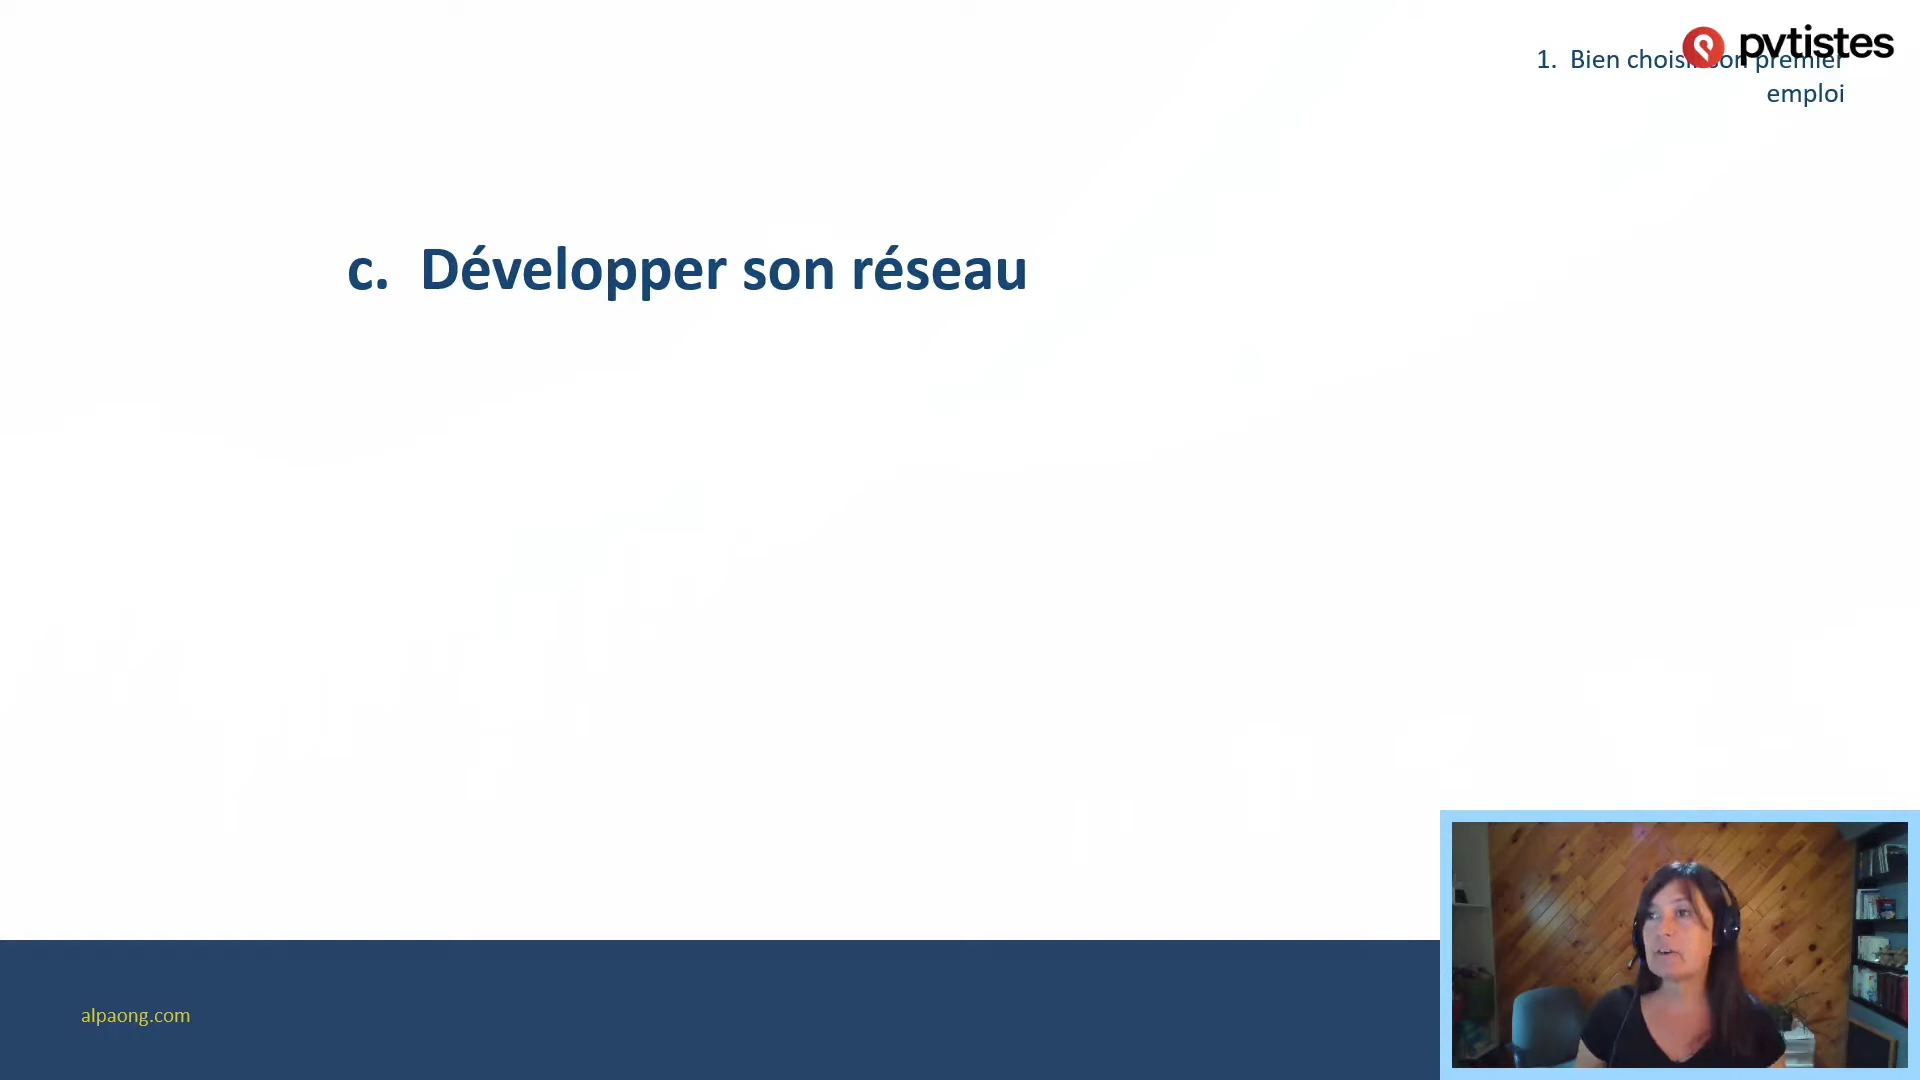 pvtistes
1. Bien choisir son premier
emploi
c. Développer son réseau
alpaong.com